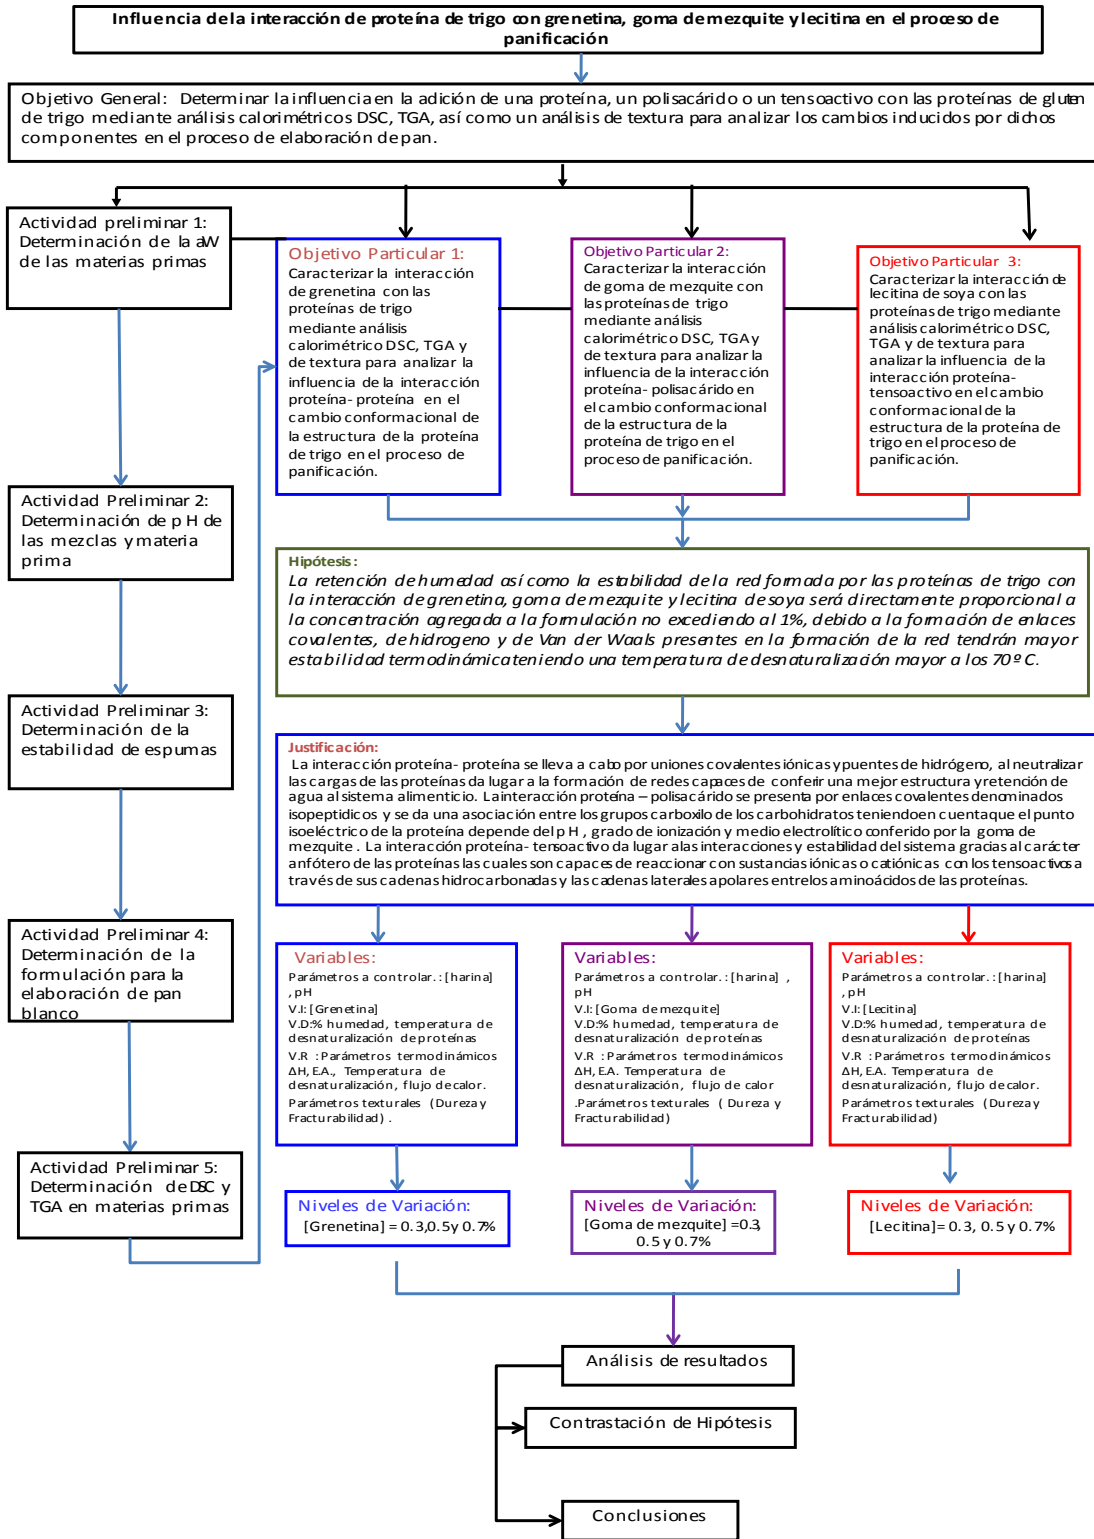 Influencia de la interacción de proteína de trigo con grenetina, goma de mezquite y lecitina en el proceso de
panificación
Objetivo General: Determinar la influencia en la adición de una proteína, un polisacárido o un tensoactivo con las proteínas de gluten
de trigo mediante análisis calorimétricos DSC, TGA, así como un análisis de textura para analizar los cambios inducidos por dichos
componentes en el proceso de elaboración de pan.
Actividad preliminar 1:
Determinación de la aW
de las materias primas
Objetivo Particular 1:
Caracterizar la interacción
de grenetina con las
proteínas de trigo
mediante análisis
calorimétrico DSC, TGA y
de textura para analizar la
influencia de la interacción
proteína- proteína en el
cambio conformacional de
la estructura de la proteína
de trigo en el proceso de
panificación.
Objetivo Particular 2:
Caracterizar la interacción
de goma de mezquite con
las proteínas de trigo
mediante análisis
calorimétrico DSC, TGA y
de textura para analizar la
influencia de la interacción
proteína- polisacárido en
el cambio conformacional
de la estructura de la
proteína de trigo en el
proceso de panificación.
Objetivo Particular 3:
Caracterizar la interacción de
lecitina de soya con las
proteínas de trigo mediante
análisis calorimétrico DSC,
TGA y de textura para
analizar la influencia de la
interacción proteína-
tensoactivo en el cambio
conformacional de la
estructura de la proteína de
trigo en el proceso de
panificación.
Actividad Preliminar 2:
Determinación de pH de
las mezclas y materia
prima
Hipótesis:
La retención de humedad así como la estabilidad de la red formada por las proteínas de trigo con
la interacción de grenetina, goma de mezquite y lecitina de soya será directamente proporcional a
la concentración agregada a la formulación no excediendo al 1%, debido a la formación de enlaces
covalentes, de hidrogeno y de Van der Waals presentes en la formación de la red tendrán mayor
estabilidad termodinámica teniendo una temperatura de desnaturalización mayor a los 70º C.
Actividad Preliminar 3:
Determinación de la
estabilidad de espumas
Justificación:
La interacción proteína- proteína se lleva a cabo por uniones covalentes iónicas y puentes de hidrógeno, al neutralizar
las cargas de las proteínas da lugar a la formación de redes capaces de conferir una mejor estructura y retención de
agua al sistema alimenticio. La interacción proteína – polisacárido se presenta por enlaces covalentes denominados
isopeptidicos y se da una asociación entre los grupos carboxilo de los carbohidratos teniendo en cuenta que el punto
isoeléctrico de la proteína depende del pH , grado de ionización y medio electrolítico conferido por la goma de
mezquite . La interacción proteína- tensoactivo da lugar a las interacciones y estabilidad del sistema gracias al carácter
anfótero de las proteínas las cuales son capaces de reaccionar con sustancias iónicas o catiónicas con los tensoactivos a
través de sus cadenas hidrocarbonadas y las cadenas laterales apolares entre los aminoácidos de las proteínas.
Actividad Preliminar 4:
Determinación de la
formulación para la
elaboración de pan
blanco
Variables:
Parámetros a controlar. : [harina]
, pH
V.I: [Grenetina]
V.D:% humedad, temperatura de
desnaturalización de proteínas
V.R : Parámetros termodinámicos
ΔH, E.A., Temperatura de
desnaturalización, flujo de calor.
Parámetros texturales (Dureza y
Fracturabilidad) .
Variables:
Parámetros a controlar. : [harina] ,
pH
V.I: [Goma de mezquite]
V.D:% humedad, temperatura de
desnaturalización de proteínas
V.R : Parámetros termodinámicos
ΔH, E.A. Temperatura de
desnaturalización, flujo de calor
.Parámetros texturales ( Dureza y
Fracturabilidad)
Variables:
Parámetros a controlar. : [harina]
, pH
V.I: [Lecitina]
V.D:% humedad, temperatura de
desnaturalización de proteínas
V.R : Parámetros termodinámicos
ΔH, E.A. Temperatura de
desnaturalización, flujo de calor.
Parámetros texturales (Dureza y
Fracturabilidad)
Actividad Preliminar 5:
Determinación de DSC y
TGA en materias primas
Niveles de Variación:
[Grenetina] = 0.3,0.5 y 0.7%
Niveles de Variación:
[Goma de mezquite] =0.3,
0.5 y 0.7%
Niveles de Variación:
[Lecitina]= 0.3, 0.5 y 0.7%
Análisis de resultados
Contrastación de Hipótesis
Conclusiones